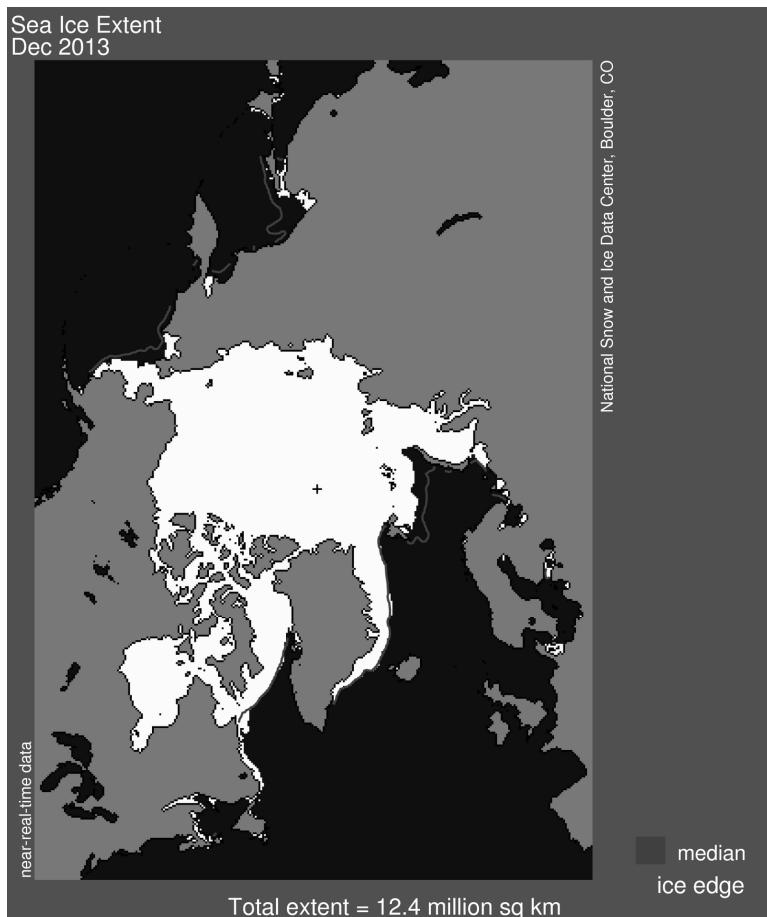 Sea Ice Extent
Dec 2013
National Snow and Ice Data Center, Boulder, CO
near-real-time data
median
ice edge
Total extent = 12.4 million sq km